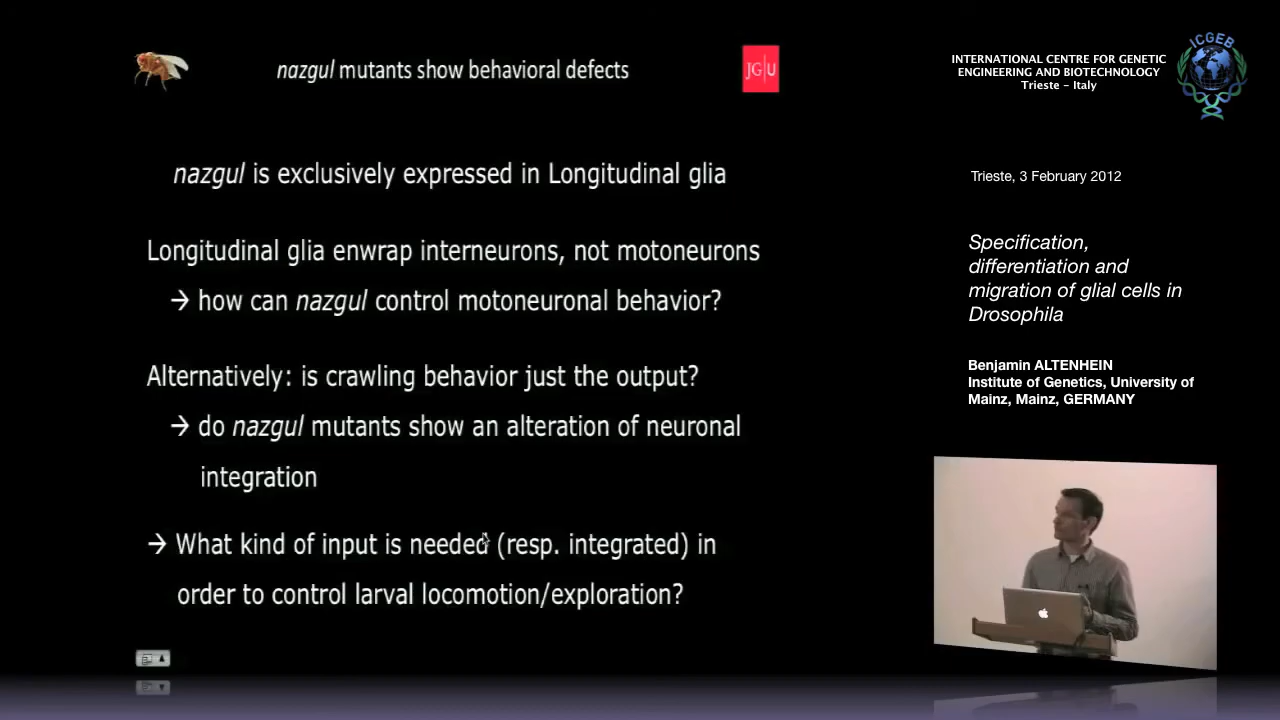 nazgul mutants show behavioral defects
JG|U
nazgul is exclusively expressed in Longitudinal glia
Longitudinal glia enwrap interneurons, not motoneurons
→ how can nazgul control motoneuronal behavior?
Alternatively: is crawling behavior just the output?
→ do nazgul mutants show an alteration of neuronal
integration
→ What kind of input is needed (resp. integrated) in
order to control larval locomotion/exploration?
INTERNATIONAL CENTRE FOR GENETIC
ENGINEERING AND BIOTECHNOLOGY
Trieste - Italy
ICGEB
Trieste, 3 February 2012
Specification,
differentiation and
migration of glial cells in
Drosophila
Benjamin ALTENHEIN
Institute of Genetics, University of
Mainz, Mainz, GERMANY